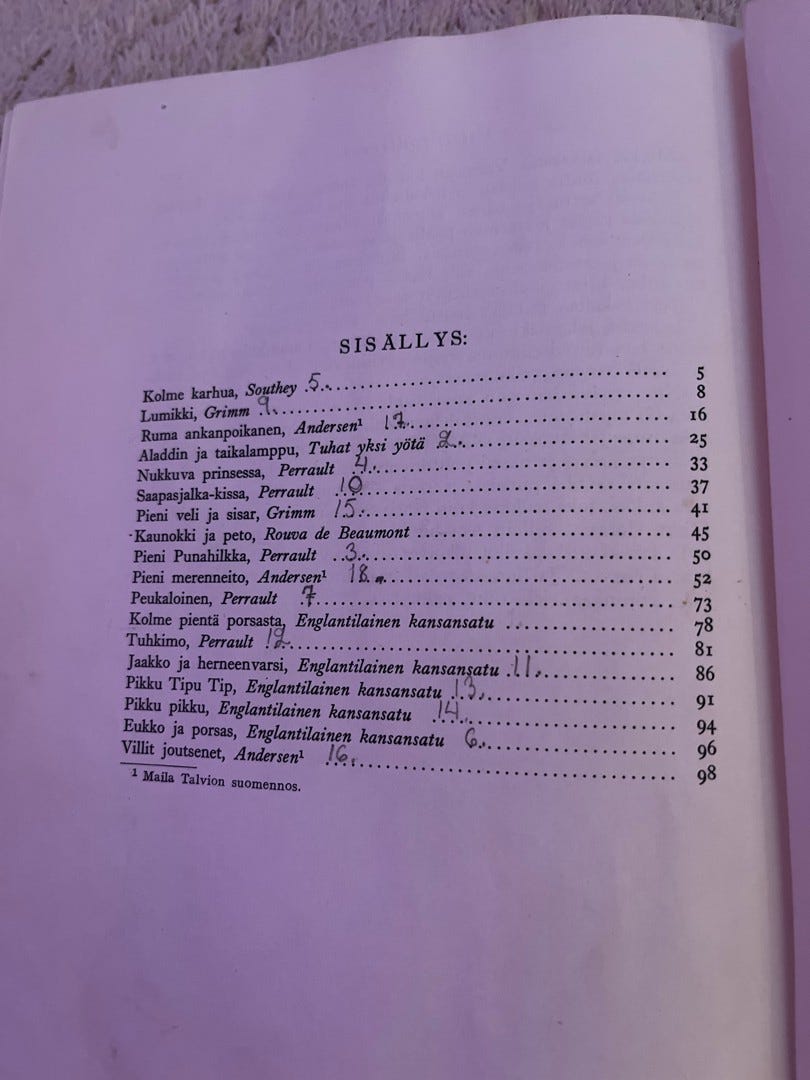 SISÄLLYS:
Kolme karhua, Southey 5. 5
Lumikki, Grimm 9. 8
Ruma ankanpoikanen, Andersen¹ 17. 16
Aladdin ja taikalamppu, Tuhat yksi yötä 2. 25
Nukkuva prinsessa, Perrault 4. 33
Saapasjalka-kissa, Perrault 10 37
Pieni veli ja sisar, Grimm 15. 41
Kaunokki ja peto, Rouva de Beaumont 45
Pieni Punahilkka, Perrault 3. 50
Pieni merenneito, Andersen¹ 18. 52
Peukaloinen, Perrault 7. 73
Kolme pientä porsasta, Englantilainen kansansatu 78
Tuhkimo, Perrault 12. 81
Jaakko ja herneenvarsi, Englantilainen kansansatu 11. 86
Pikku Tipu Tip, Englantilainen kansansatu 13. 91
Pikku pikku, Englantilainen kansansatu 14. 94
Eukko ja porsas, Englantilainen kansansatu 6. 96
Villit joutsenet, Andersen¹ 16. 98
¹ Maila Talvion suomennos.